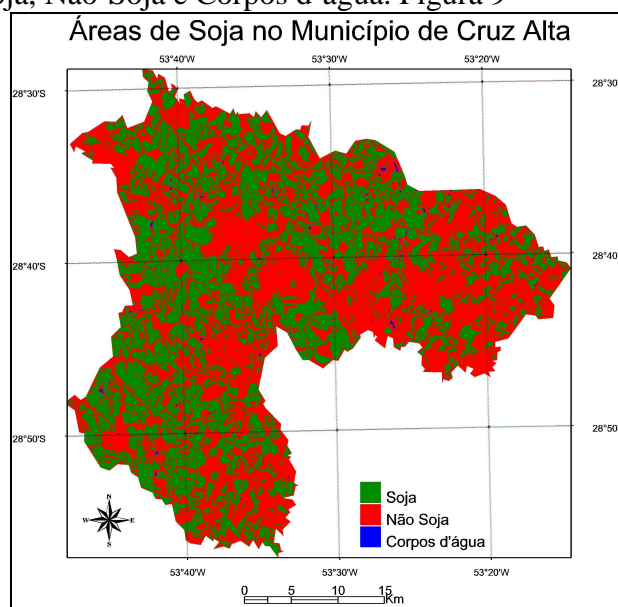 oja, Não Soja e Corpos d'água. Figura 9
Áreas de Soja no Município de Cruz Alta
53°40'W 53°30'W 53°20'W
28°30'S 28°30'
28°40'S 28°40'
28°50'S 28°50'
N
W E
S
Soja
Não Soja
Corpos d'água
53°40'W 53°30'W 53°20'W
0 5 10 15
Km